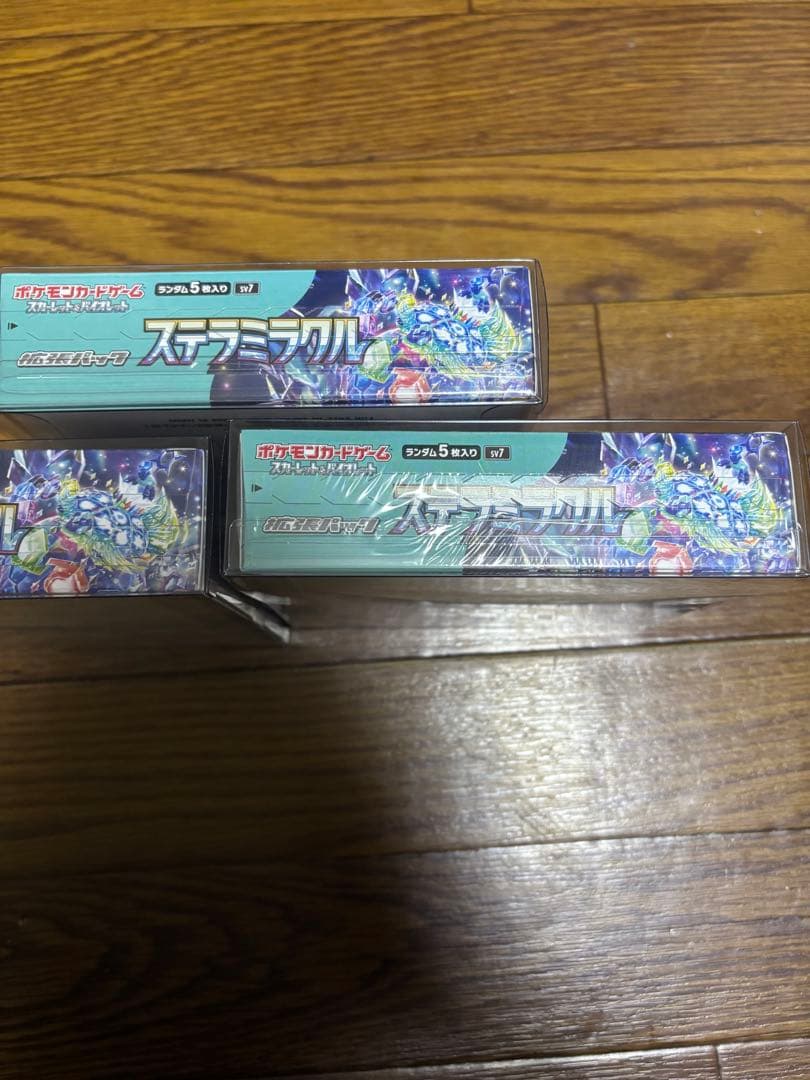 ポケモンカードゲーム
スカーレット&バイオレット
ランダム5枚入り SV7
拡張パック ステラミラクル
ル
ポケモンカードゲーム
スカーレット&バイオレット
ランダム5枚入り SV7
拡張パック ステラミラクル